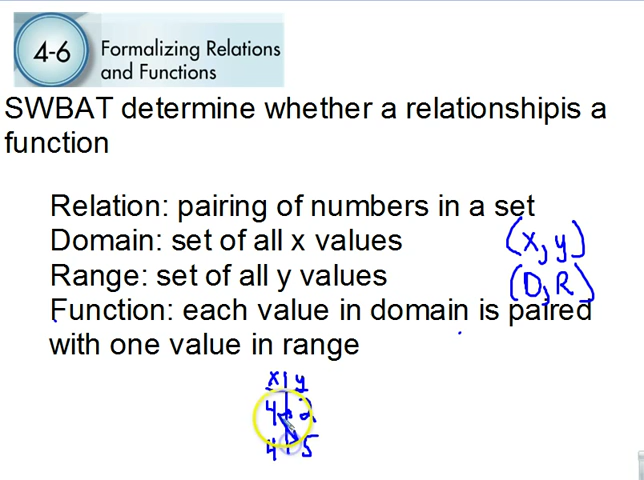 4-6 Formalizing Relations
and Functions
SWBAT determine whether a relationshipis a
function
Relation: pairing of numbers in a set
Domain: set of all x values
Range: set of all y values
Function: each value in domain is paired
with one value in range
(x, y)
(D, R)
x y
4 2
4 5